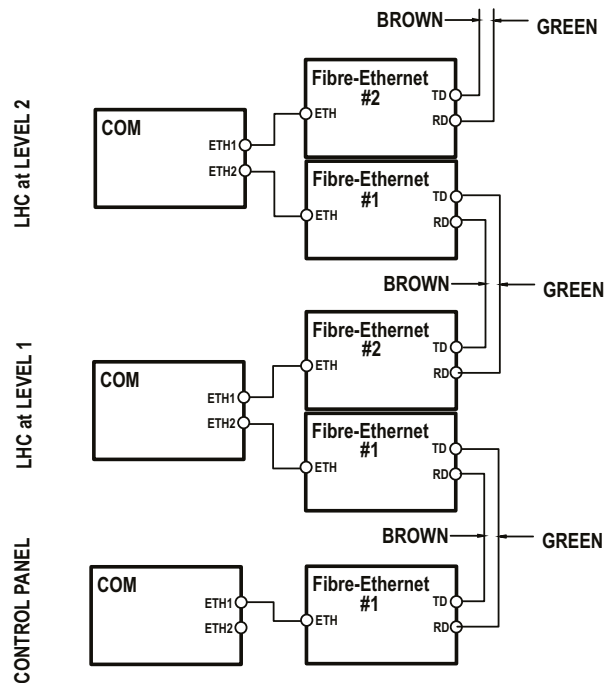 BROWN
GREEN
LHC at LEVEL 2
COM
ETH1
ETH2
Fibre-Ethernet
#2
ETH
TD
RD
Fibre-Ethernet
#1
ETH
TD
RD
BROWN
GREEN
LHC at LEVEL 1
COM
ETH1
ETH2
Fibre-Ethernet
#2
ETH
TD
RD
Fibre-Ethernet
#1
ETH
TD
RD
BROWN
GREEN
CONTROL PANEL
COM
ETH1
ETH2
Fibre-Ethernet
#1
ETH
TD
RD